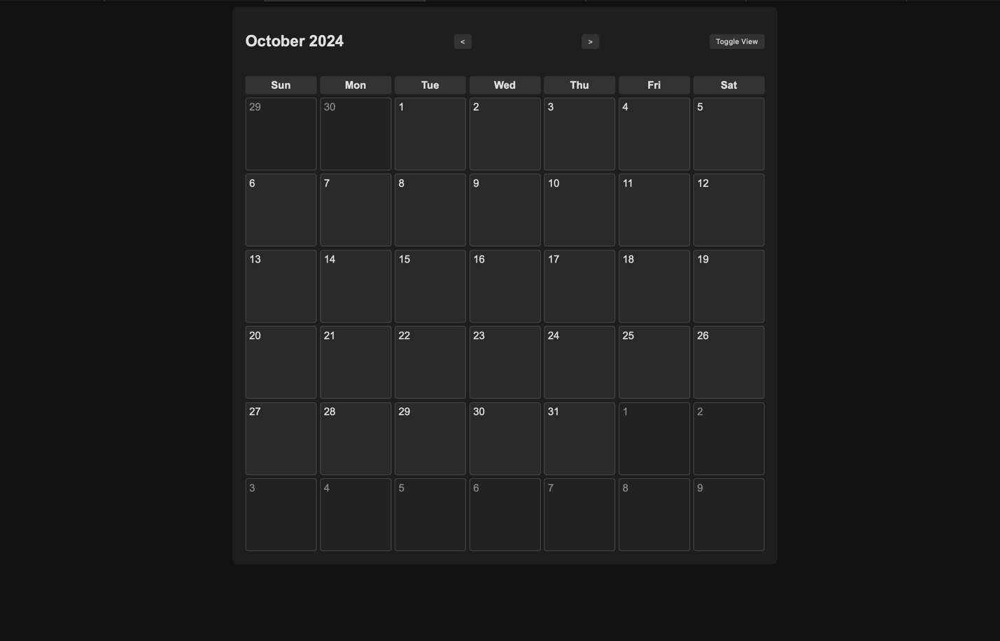 October 2024 < > Toggle View
Sun Mon Tue Wed Thu Fri Sat
29 30 1 2 3 4 5
6 7 8 9 10 11 12
13 14 15 16 17 18 19
20 21 22 23 24 25 26
27 28 29 30 31 1 2
3 4 5 6 7 8 9